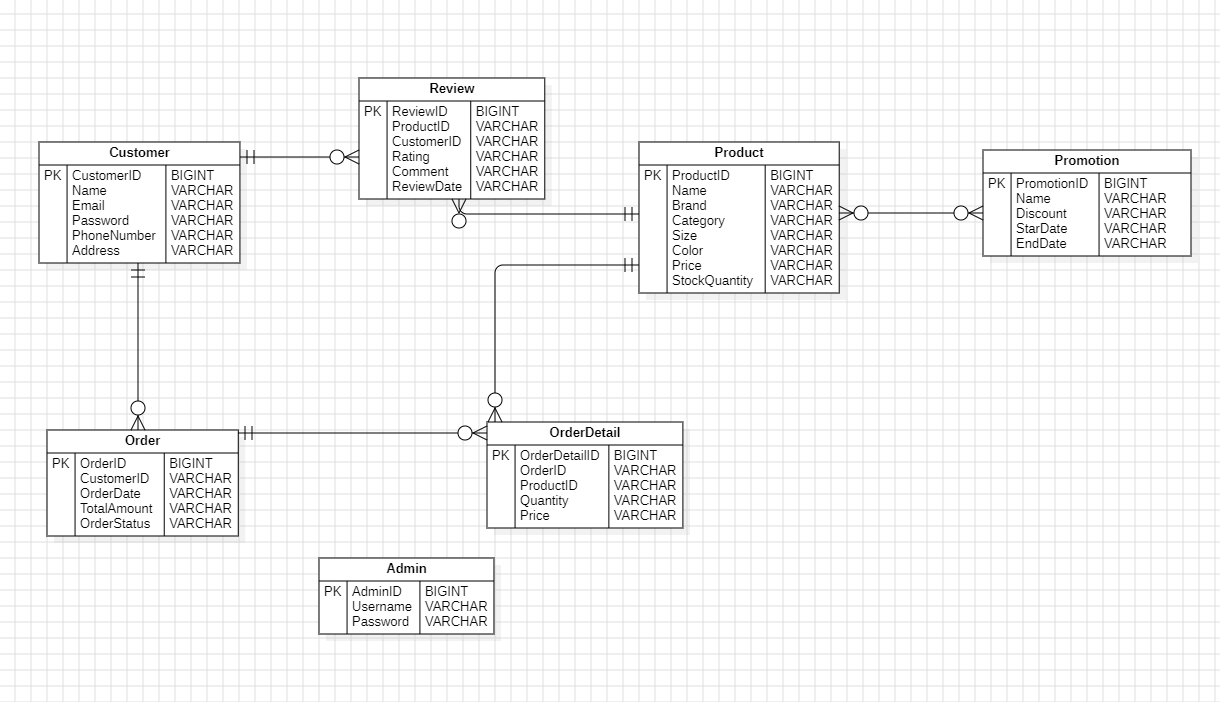 Review
PK ReviewID BIGINT
ProductID VARCHAR
CustomerID VARCHAR
Rating VARCHAR
Comment VARCHAR
ReviewDate VARCHAR
Customer
PK CustomerID BIGINT
Name VARCHAR
Email VARCHAR
Password VARCHAR
PhoneNumber VARCHAR
Address VARCHAR
Product
PK ProductID BIGINT
Name VARCHAR
Brand VARCHAR
Category VARCHAR
Size VARCHAR
Color VARCHAR
Price VARCHAR
StockQuantity VARCHAR
Promotion
PK PromotionID BIGINT
Name VARCHAR
Discount VARCHAR
StarDate VARCHAR
EndDate VARCHAR
Order
PK OrderID BIGINT
CustomerID VARCHAR
OrderDate VARCHAR
TotalAmount VARCHAR
OrderStatus VARCHAR
OrderDetail
PK OrderDetailID BIGINT
OrderID VARCHAR
ProductID VARCHAR
Quantity VARCHAR
Price VARCHAR
Admin
PK AdminID BIGINT
Username VARCHAR
Password VARCHAR